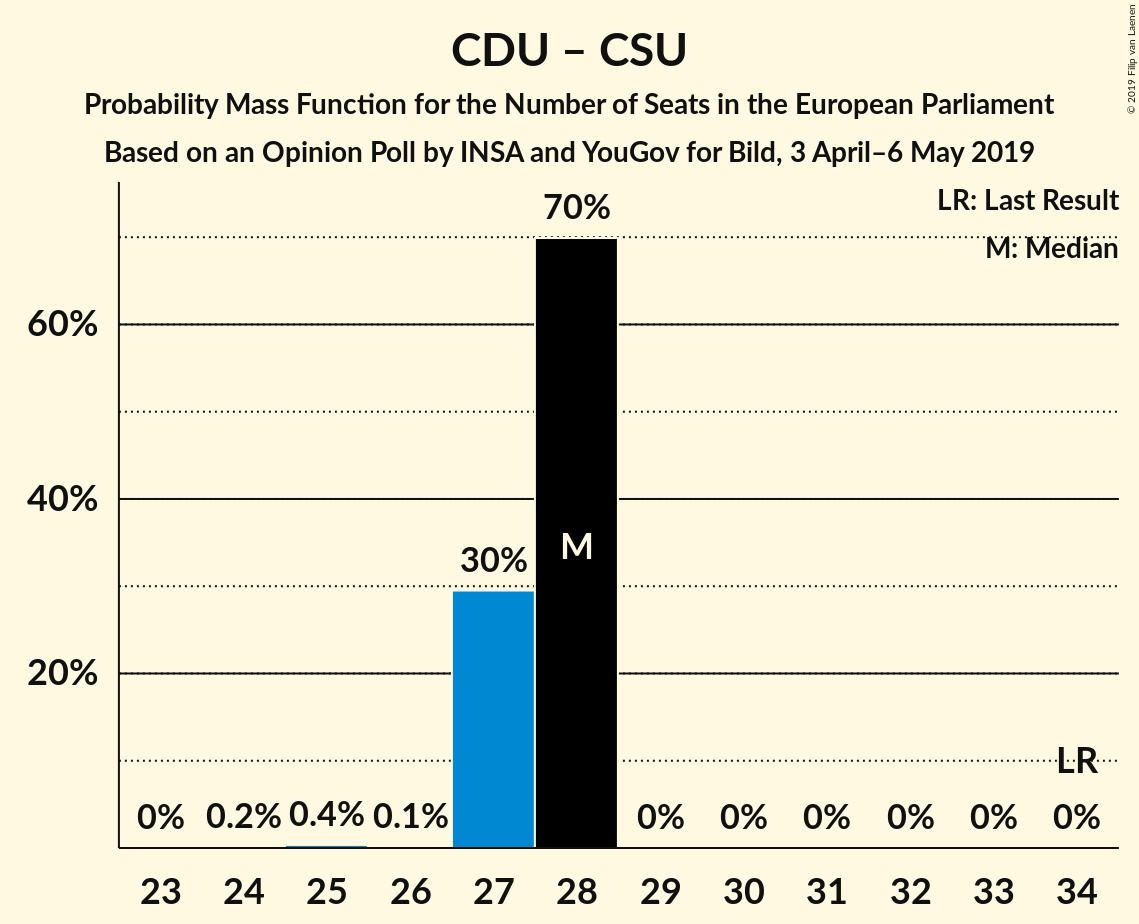 CDU – CSU
Probability Mass Function for the Number of Seats in the European Parliament
Based on an Opinion Poll by INSA and YouGov for Bild, 3 April–6 May 2019
© 2019 Filip van Laenen
LR: Last Result
M: Median
70%
60%
40%
30%
M
20%
LR
0% 0.2% 0.4% 0.1% 0% 0% 0% 0% 0% 0%
23 24 25 26 27 28 29 30 31 32 33 34